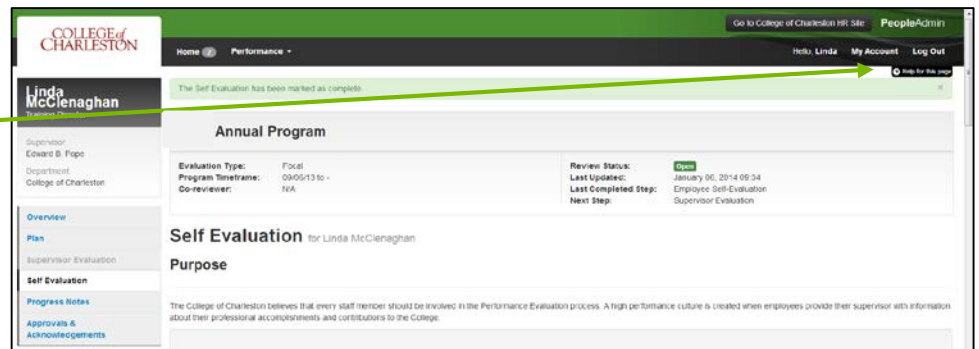 Go to College of Charleston HR Site PeopleAdmin
COLLEGE of
CHARLESTON
Home 2 Performance
Hello, Linda My Account Log Out
Help for this page
Linda
McClenaghan
The Self Evaluation has been marked as complete
Annual Program
Supervisor
Edward B. Pope
Department
College of Charleston
Evaluation Type: Focal
Program Timeframe: 09/06/13 to -
Co-reviewer: N/A
Review Status: Open
Last Updated: January 06, 2014 09:34
Last Completed Step: Employee Self-Evaluation
Next Step: Supervisor Evaluation
Overview
Plan
Supervisor Evaluation
Self Evaluation
Progress Notes
Approvals &
Acknowledgements
Self Evaluation for Linda McClenaghan
Purpose
The College of Charleston believes that every staff member should be involved in the Performance Evaluation process. A high performance culture is created when employees provide their supervisor with information
about their professional accomplishments and contributions to the College.